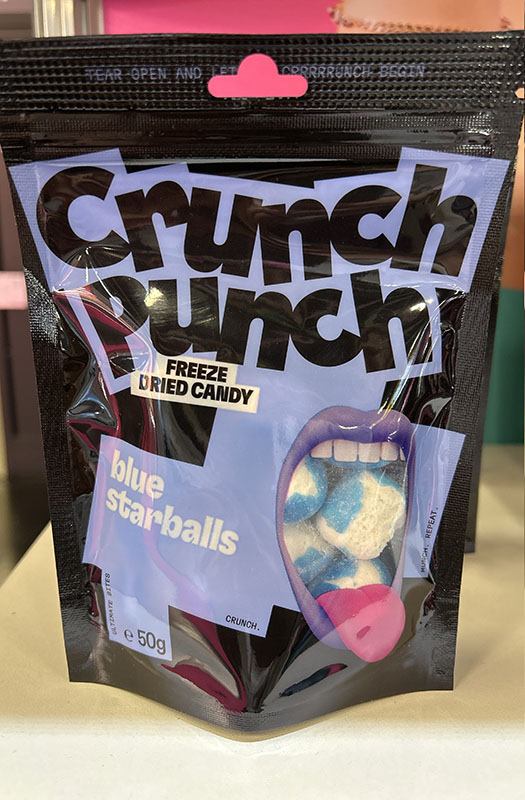 TEAR OPEN AND LET CRRRRRUNCH BEGIN
Crunch
Punch
FREEZE
DRIED CANDY
blue
starballs
ULTIMATE BITES
℮ 50g
CRUNCH.
MUNCH. REPEAT.